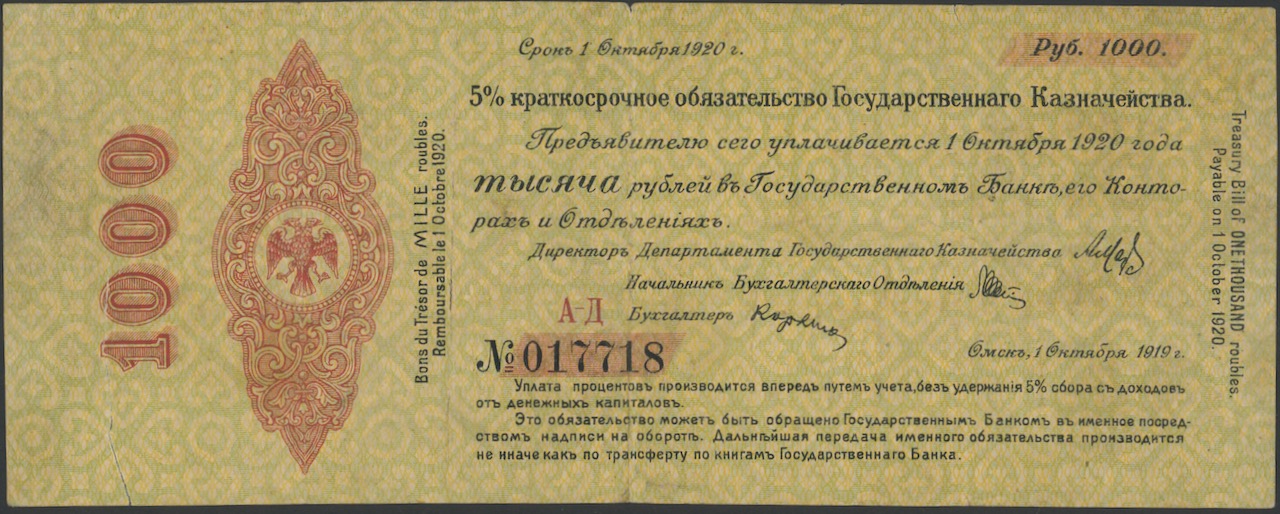 1000
Bons du Trésor de MILLE roubles.
Remboursable le 1 Octobre 1920.
Срокъ 1 Октября 1920 г.
Руб. 1000.
5% краткосрочное обязательство Государственнаго Казначейства.
Предъявителю сего уплачивается 1 Октября 1920 года
тысяча рублей въ Государственномъ Банкѣ, его Конто-
рахъ и Отдѣленіяхъ.
Директоръ Департамента Государственнаго Казначейства
Начальникъ Бухгалтерскаго Отдѣленія
А-Д Бухгалтеръ
№ 017718
Омскъ, 1 Октября 1919 г.
Уплата процентовъ производится впередъ путемъ учета, безъ удержанія 5% сбора съ доходовъ
отъ денежныхъ капиталовъ.
Это обязательство можетъ быть обращено Государственнымъ Банкомъ въ именное посред-
ствомъ надписи на оборотѣ. Дальнѣйшая передача именного обязательства производится
не иначе какъ по трансферту по книгамъ Государственнаго Банка.
Treasury Bill of ONE THOUSAND roubles.
Payable on 1 October 1920.